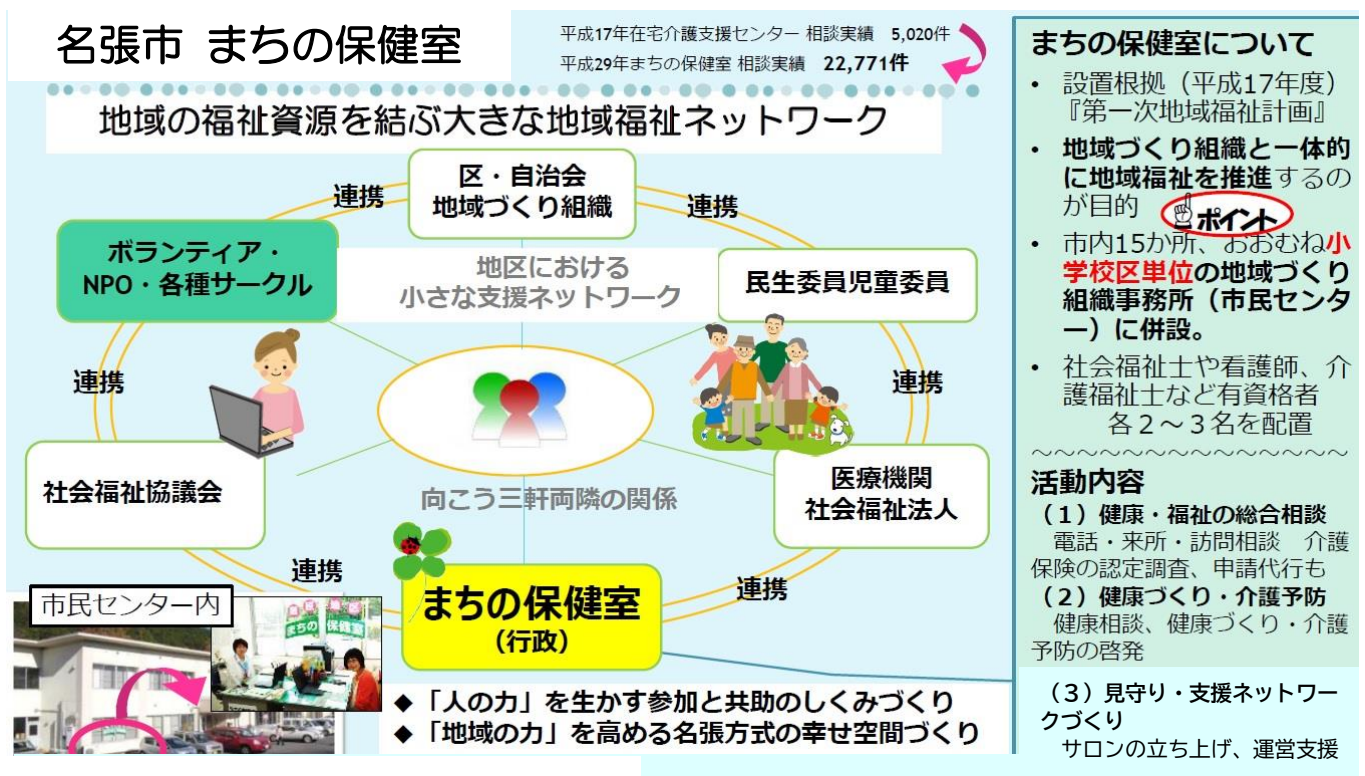 名張市 まちの保健室
平成17年在宅介護支援センター 相談実績 5,020件
平成29年まちの保健室 相談実績 22,771件
地域の福祉資源を結ぶ大きな地域福祉ネットワーク
区・自治会
地域づくり組織
連携
連携
ボランティア・
NPO・各種サークル
地区における
小さな支援ネットワーク
民生委員児童委員
連携
連携
社会福祉協議会
向こう三軒両隣の関係
医療機関
社会福祉法人
連携
連携
まちの保健室
(行政)
市民センター内
まちの保健室
◆ 「人の力」を生かす参加と共助のしくみづくり
◆ 「地域の力」を高める名張方式の幸せ空間づくり
まちの保健室について
• 設置根拠（平成17年度）
『第一次地域福祉計画』
• 地域づくり組織と一体的
に地域福祉を推進するの
が目的
ポイント
• 市内15か所、おおむね小
学校区単位の地域づくり
組織事務所（市民センタ
ー）に併設。
• 社会福祉士や看護師、介
護福祉士など有資格者
各２～３名を配置
～～～～～～～～～～～～～～
活動内容
（１）健康・福祉の総合相談
電話・来所・訪問相談 介護
保険の認定調査、申請代行も
（２）健康づくり・介護予防
健康相談、健康づくり・介護
予防の啓発
（３）見守り・支援ネットワー
クづくり
サロンの立ち上げ、運営支援